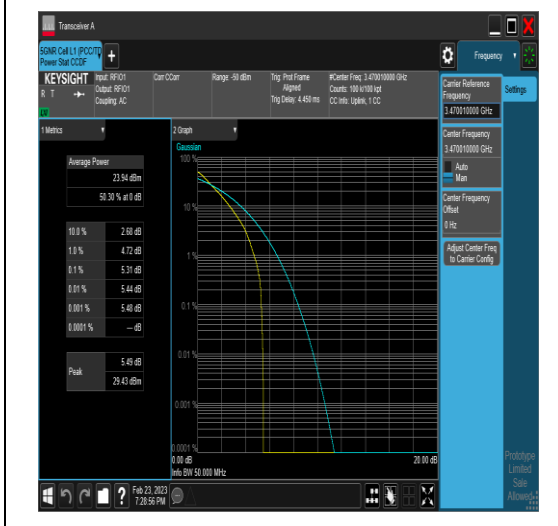 Transceiver A
5GNR Cell L1 (PCC/TD
Power Stat CCDF
+
Frequency
KEYSIGHT
R T
LVI
Input: RFIO1
Output: RFIO1
Coupling: AC
Corr CCorr
Range: -50 dBm
Trig: Prot Frame
Aligned
Trig Delay: 4.450 ms
#Center Freq: 3.470010000 GHz
Counts: 100 k/100 kpt
CC Info: Uplink, 1 CC
Carrier Reference
Frequency
3.470010000 GHz
Center Frequency
3.470010000 GHz
Auto
Man
Center Frequency
Offset
0 Hz
Adjust Center Freq
to Carrier Config
Settings
Prototype
Limited
Sale
Allowed
1 Metrics
Average Power
23.94 dBm
50.30 % at 0 dB
10.0 % 2.68 dB
1.0 % 4.72 dB
0.1 % 5.31 dB
0.01 % 5.44 dB
0.001 % 5.48 dB
0.0001 % --- dB
Peak
5.49 dB
29.43 dBm
2 Graph
Gaussian
100 %
10 %
1 %
0.1 %
0.01 %
0.001 %
0.0001 %
0.00 dB
20.00 dB
Info BW 50.000 MHz
?
Feb 23, 2023
7:28:56 PM